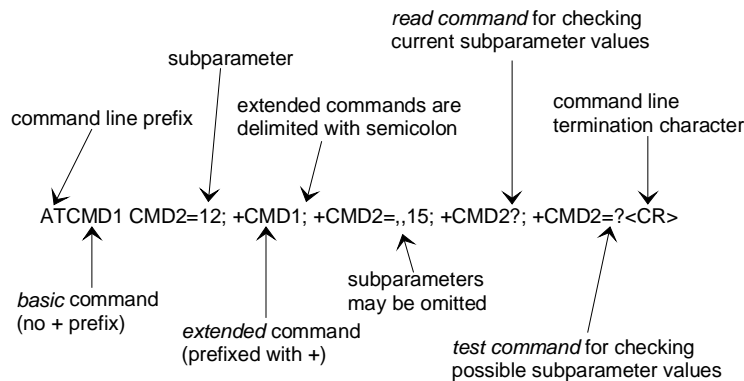 read command for checking
current subparameter values
subparameter
extended commands are
delimited with semicolon
command line
termination character
command line prefix
ATCMD1 CMD2=12; +CMD1; +CMD2=,,15; +CMD2?; +CMD2=?<CR>
basic command
(no + prefix)
extended command
(prefixed with +)
subparameters
may be omitted
test command for checking
possible subparameter values